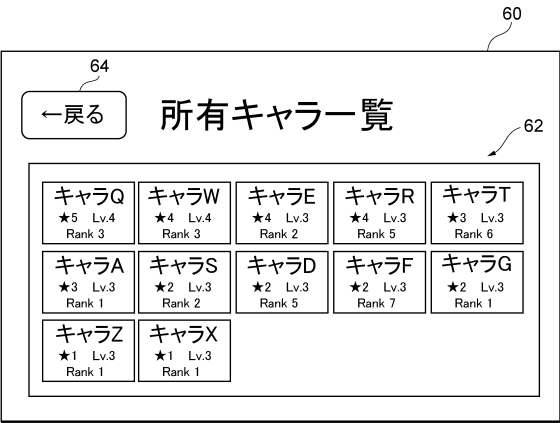 60
64
←戻る
所有キャラ一覧
62
キャラQ
★5 Lv.4
Rank 3
キャラW
★4 Lv.4
Rank 3
キャラE
★4 Lv.3
Rank 2
キャラR
★4 Lv.3
Rank 5
キャラT
★3 Lv.3
Rank 6
キャラA
★3 Lv.3
Rank 1
キャラS
★2 Lv.3
Rank 2
キャラD
★2 Lv.3
Rank 5
キャラF
★2 Lv.3
Rank 7
キャラG
★2 Lv.3
Rank 1
キャラZ
★1 Lv.3
Rank 1
キャラX
★1 Lv.3
Rank 1